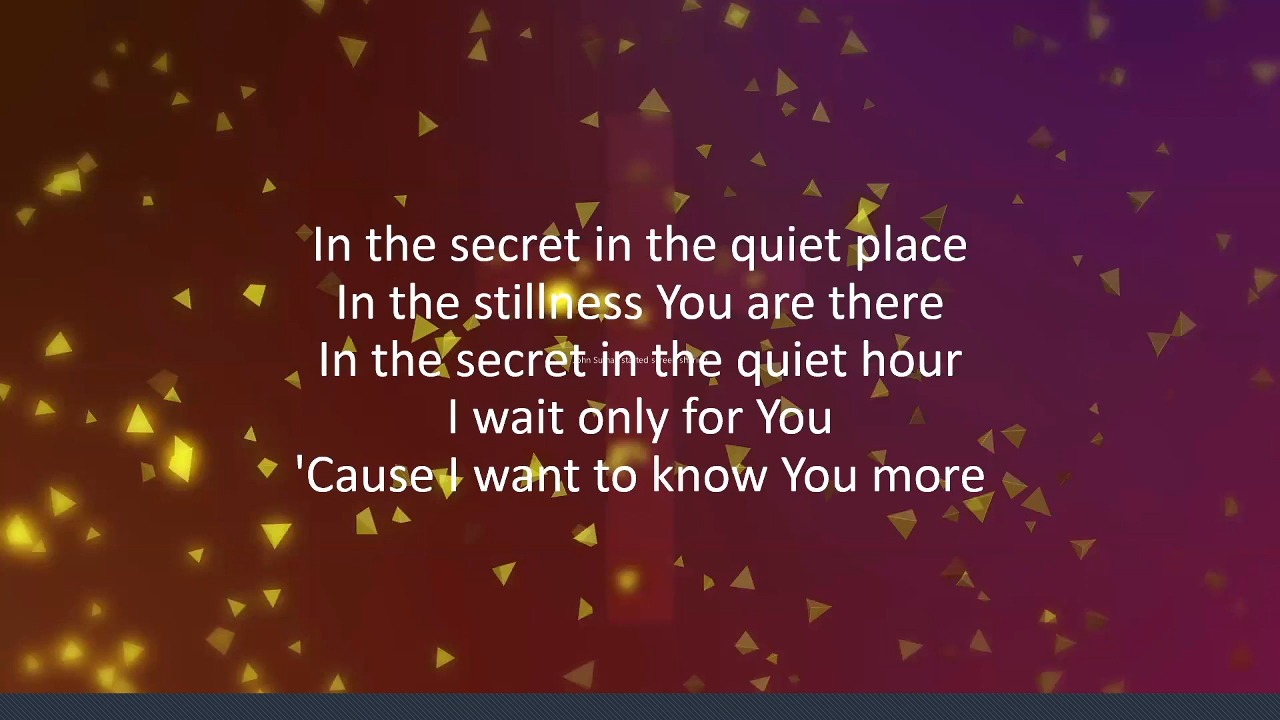 In the secret in the quiet place
In the stillness You are there
In the secret in the quiet hour
I wait only for You
'Cause I want to know You more